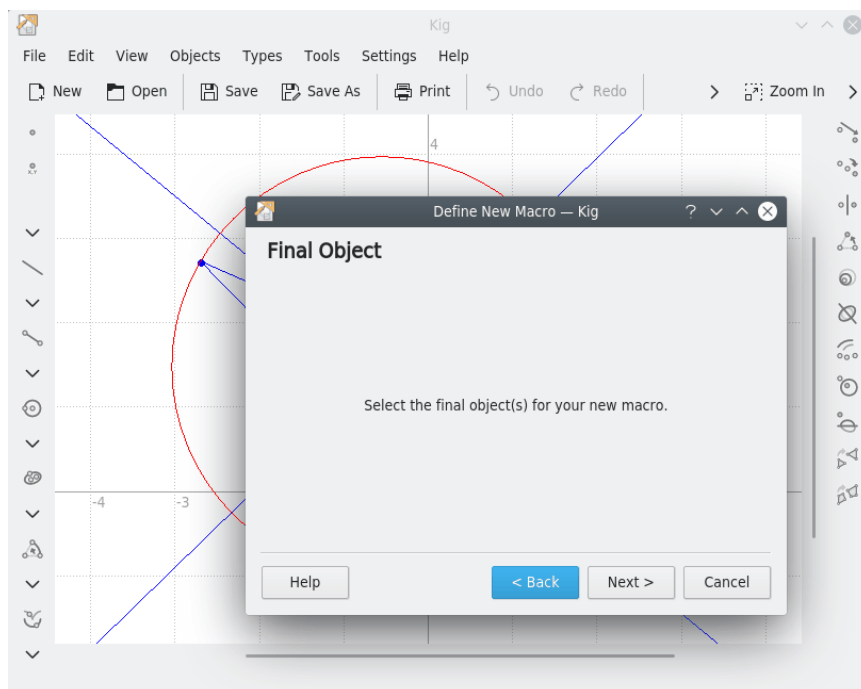 Kig
File Edit View Objects Types Tools Settings Help
New Open Save Save As Print Undo Redo Zoom In
x,y
4
Define New Macro — Kig
Final Object
Select the final object(s) for your new macro.
-4 -3
Help < Back Next > Cancel